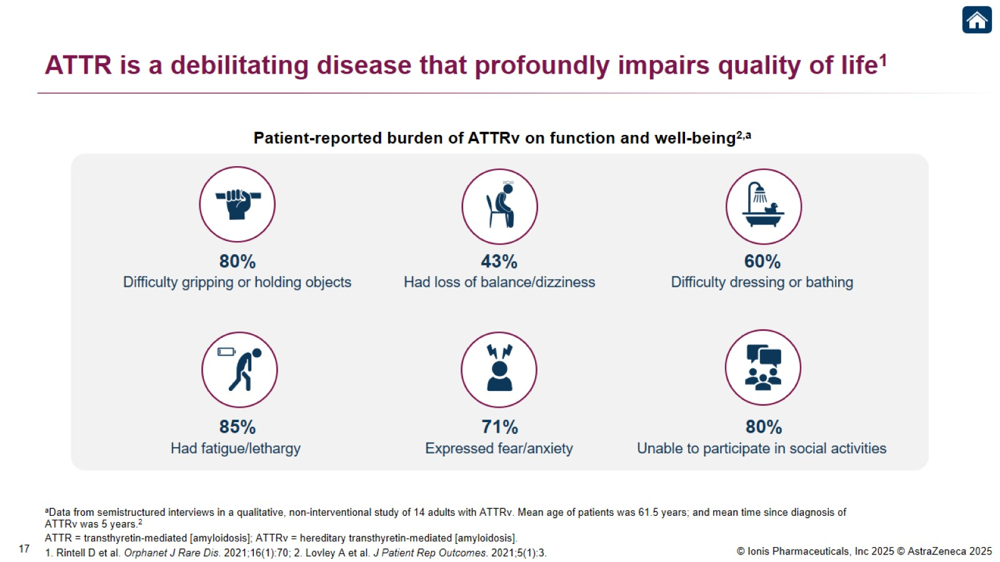 ATTR is a debilitating disease that profoundly impairs quality of life1
Patient-reported burden of ATTRv on function and well-being2,a
80%
Difficulty gripping or holding objects
43%
Had loss of balance/dizziness
60%
Difficulty dressing or bathing
85%
Had fatigue/lethargy
71%
Expressed fear/anxiety
80%
Unable to participate in social activities
aData from semistructured interviews in a qualitative, non-interventional study of 14 adults with ATTRv. Mean age of patients was 61.5 years; and mean time since diagnosis of
ATTRv was 5 years.2
ATTR = transthyretin-mediated [amyloidosis]; ATTRv = hereditary transthyretin-mediated [amyloidosis].
17
1. Rintell D et al. Orphanet J Rare Dis. 2021;16(1):70; 2. Lovley A et al. J Patient Rep Outcomes. 2021;5(1):3.
© Ionis Pharmaceuticals, Inc 2025 © AstraZeneca 2025